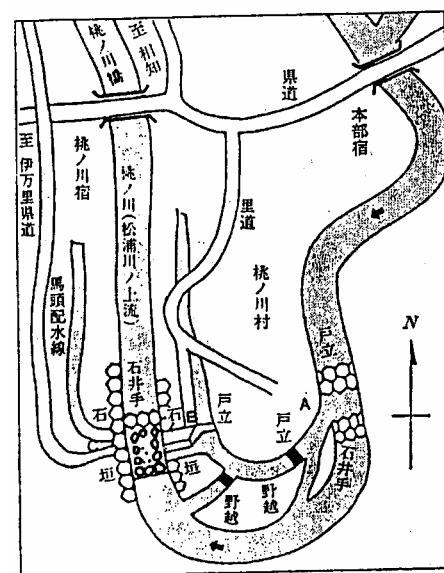 桃ノ川橋
至相知
県道
本部宿
至伊万里県道
桃ノ川宿
桃ノ川(松浦川ノ上流)
里道
桃ノ川村
馬頭配水線
戸立
N
石井手
石
石
B
戸立
戸立
A
石井手
垣
垣
野越
野越